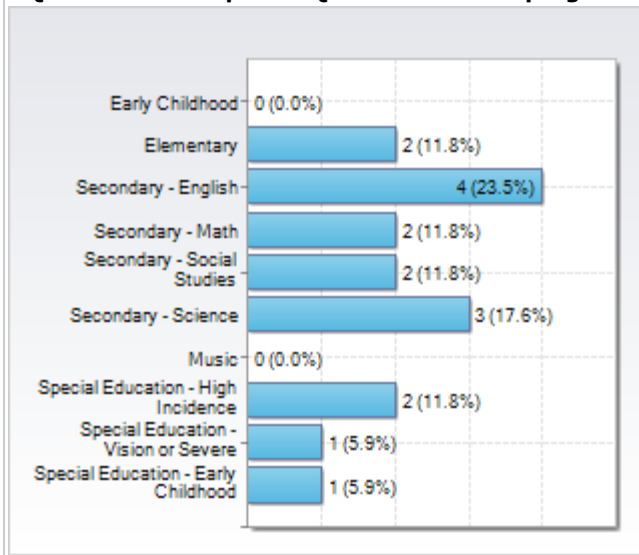 Early Childhood 0 (0.0%)
Elementary 2 (11.8%)
Secondary - English 4 (23.5%)
Secondary - Math 2 (11.8%)
Secondary - Social
Studies 2 (11.8%)
Secondary - Science 3 (17.6%)
Music 0 (0.0%)
Special Education - High
Incidence 2 (11.8%)
Special Education -
Vision or Severe 1 (5.9%)
Special Education - Early
Childhood 1 (5.9%)